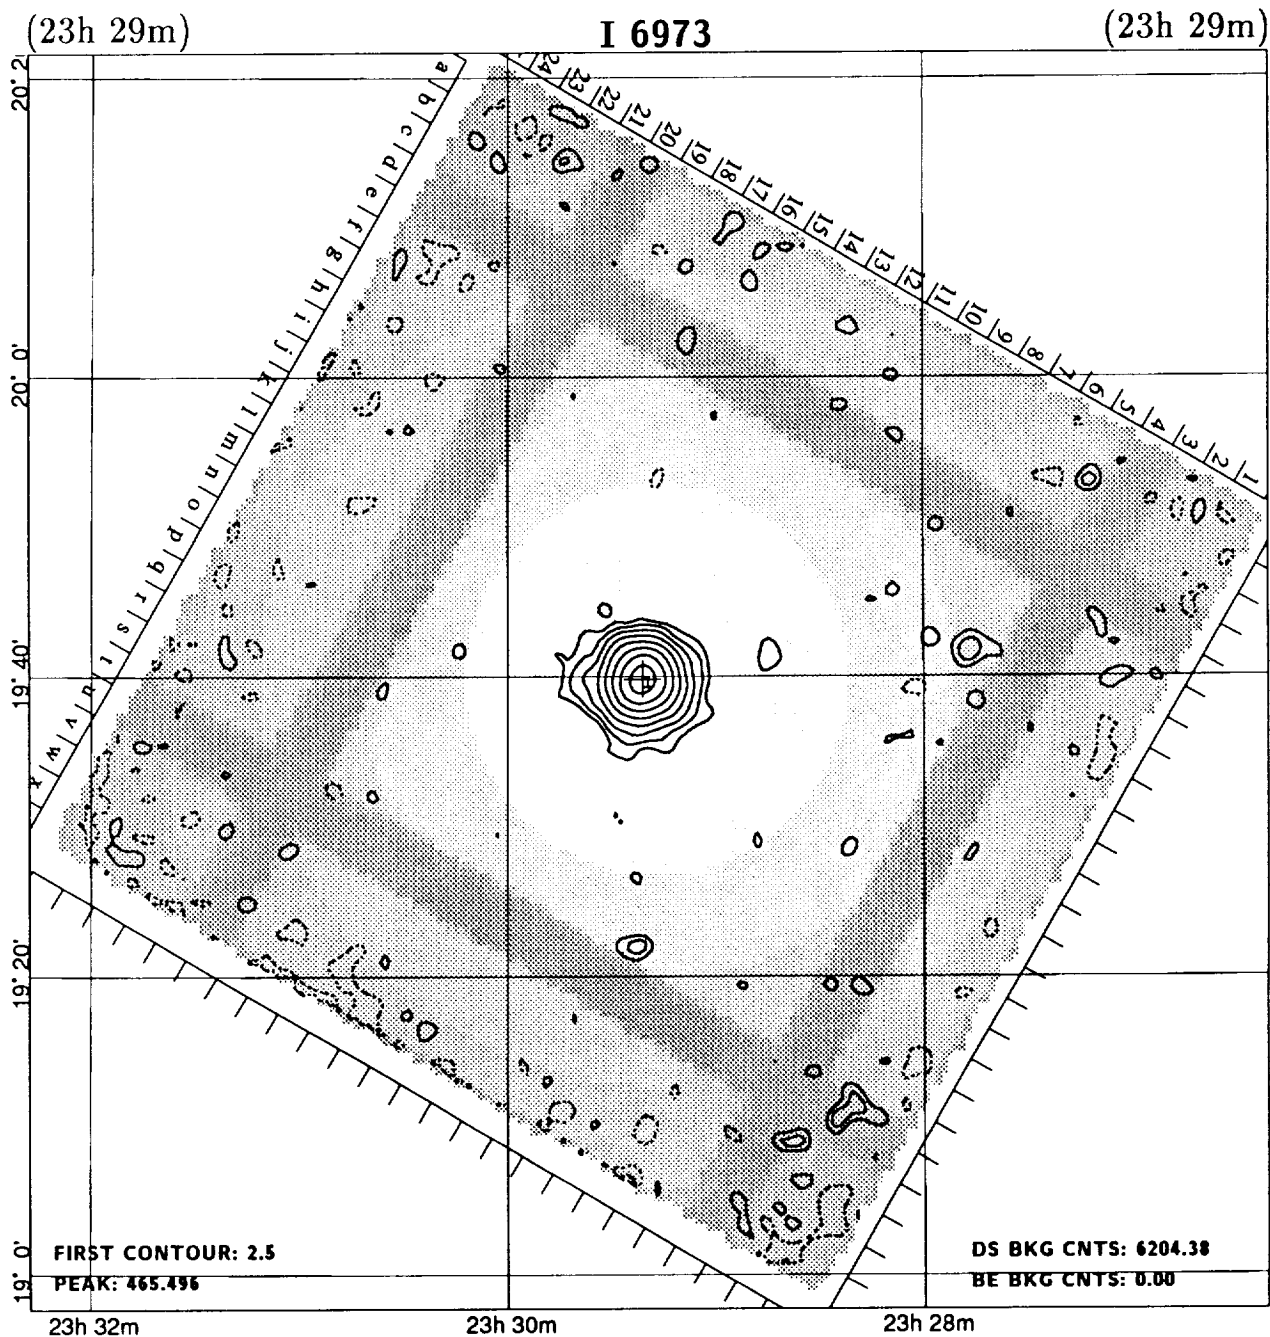 (23h 29m)
I 6973
(23h 29m)
20° 2
20° 0'
19° 40'
19° 20'
19° 0'
a b c d e f g h i j k l m n o p q r s t u v w x
24 23 22 21 20 19 18 17 16 15 14 13 12 11 10 9 8 7 6 5 4 3 2 1
FIRST CONTOUR: 2.5
PEAK: 465.496
DS BKG CNTS: 6204.38
BE BKG CNTS: 0.00
23h 32m
23h 30m
23h 28m